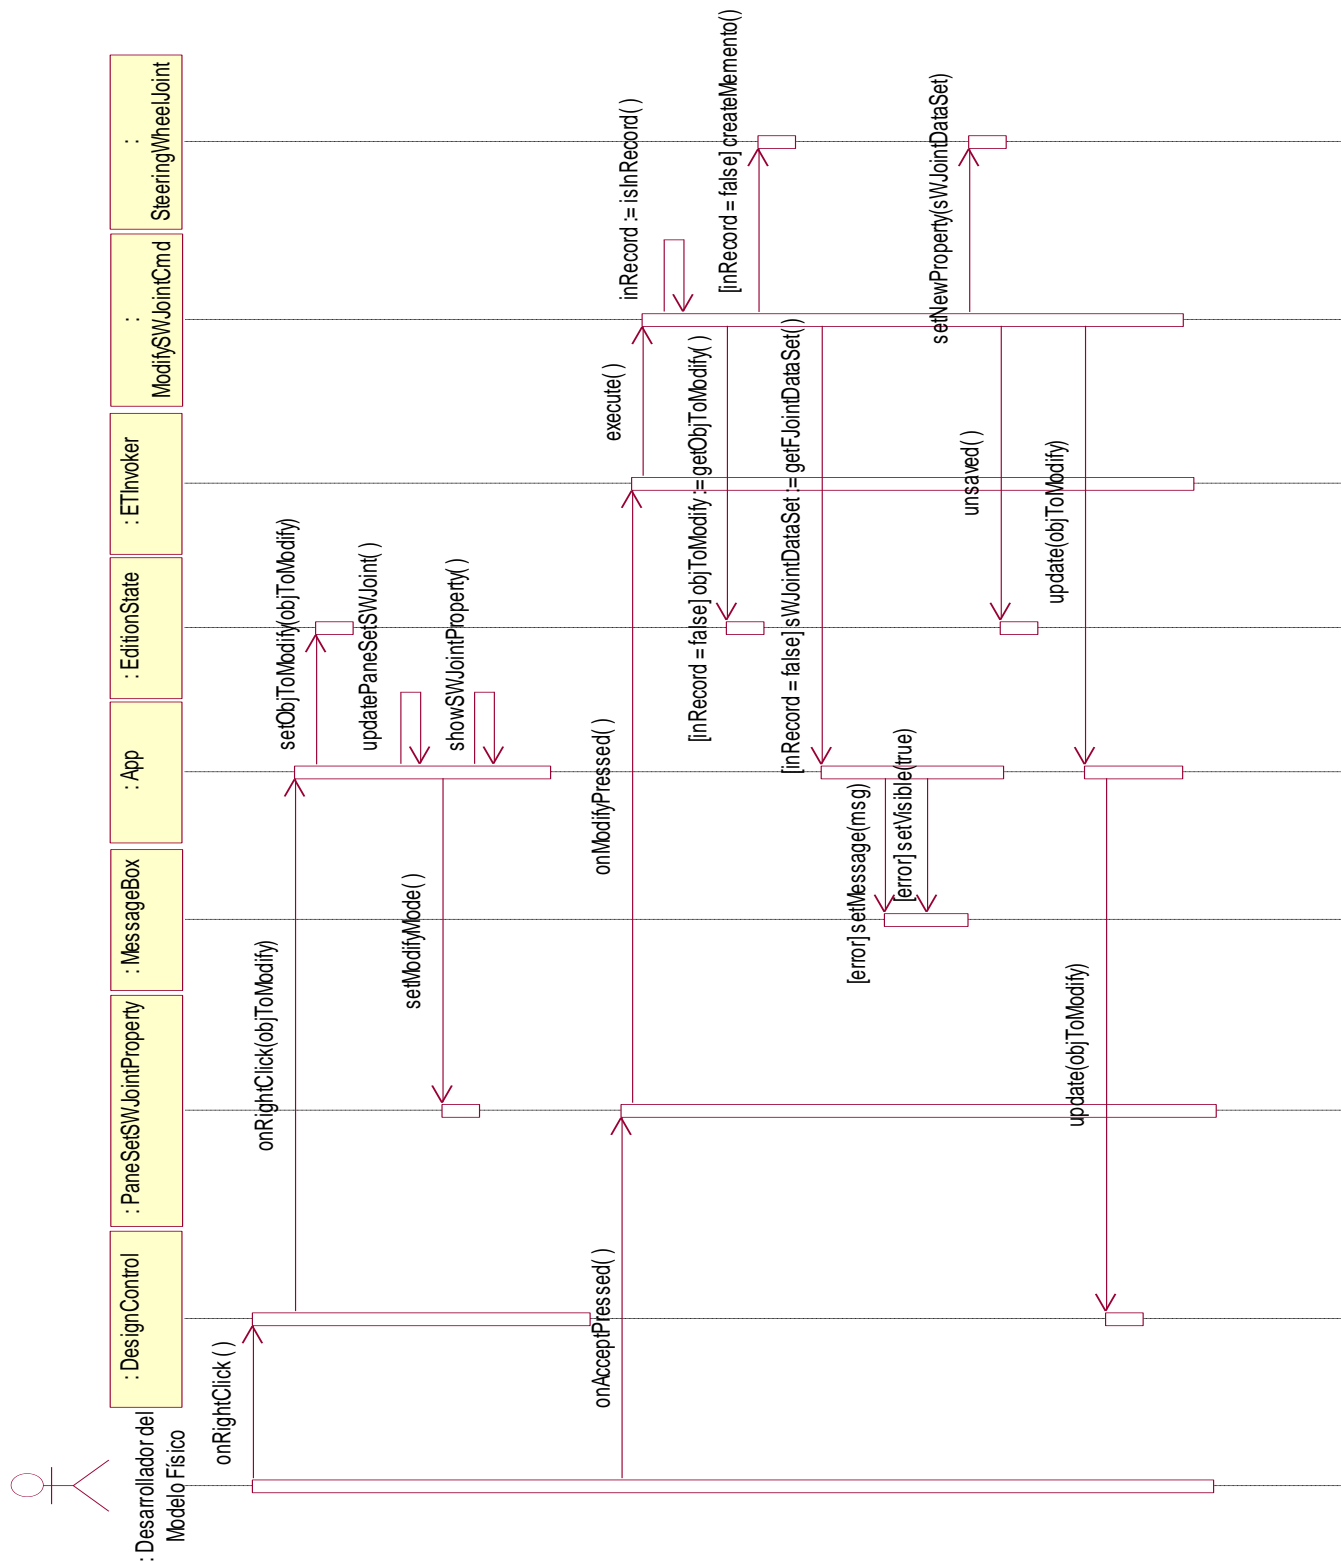 : Desarrollador del
Modelo Físico
: DesignControl
: PaneSetSWJointProperty
: MessageBox
: App
: EditionState
: ETInvoker
:
ModifySWJointCmd
:
SteeringWheelJoint
onRightClick ( )
onRightClick(objToModify)
setObjToModify(objToModify)
updatePaneSetSWJoint( )
setModifyMode( )
showSWJointProperty( )
onAcceptPressed( )
onModifyPressed( )
execute( )
inRecord := isInRecord( )
[inRecord = false] objToModify := getObjToModify( )
[inRecord = false] createMemento()
[inRecord = false] sWJointDataSet := getFJointDataSet( )
[error] setMessage(msg)
[error] setVisible(true)
setNewProperty(sWJointDataSet)
unsaved( )
update(objToModify)
update(objToModify)